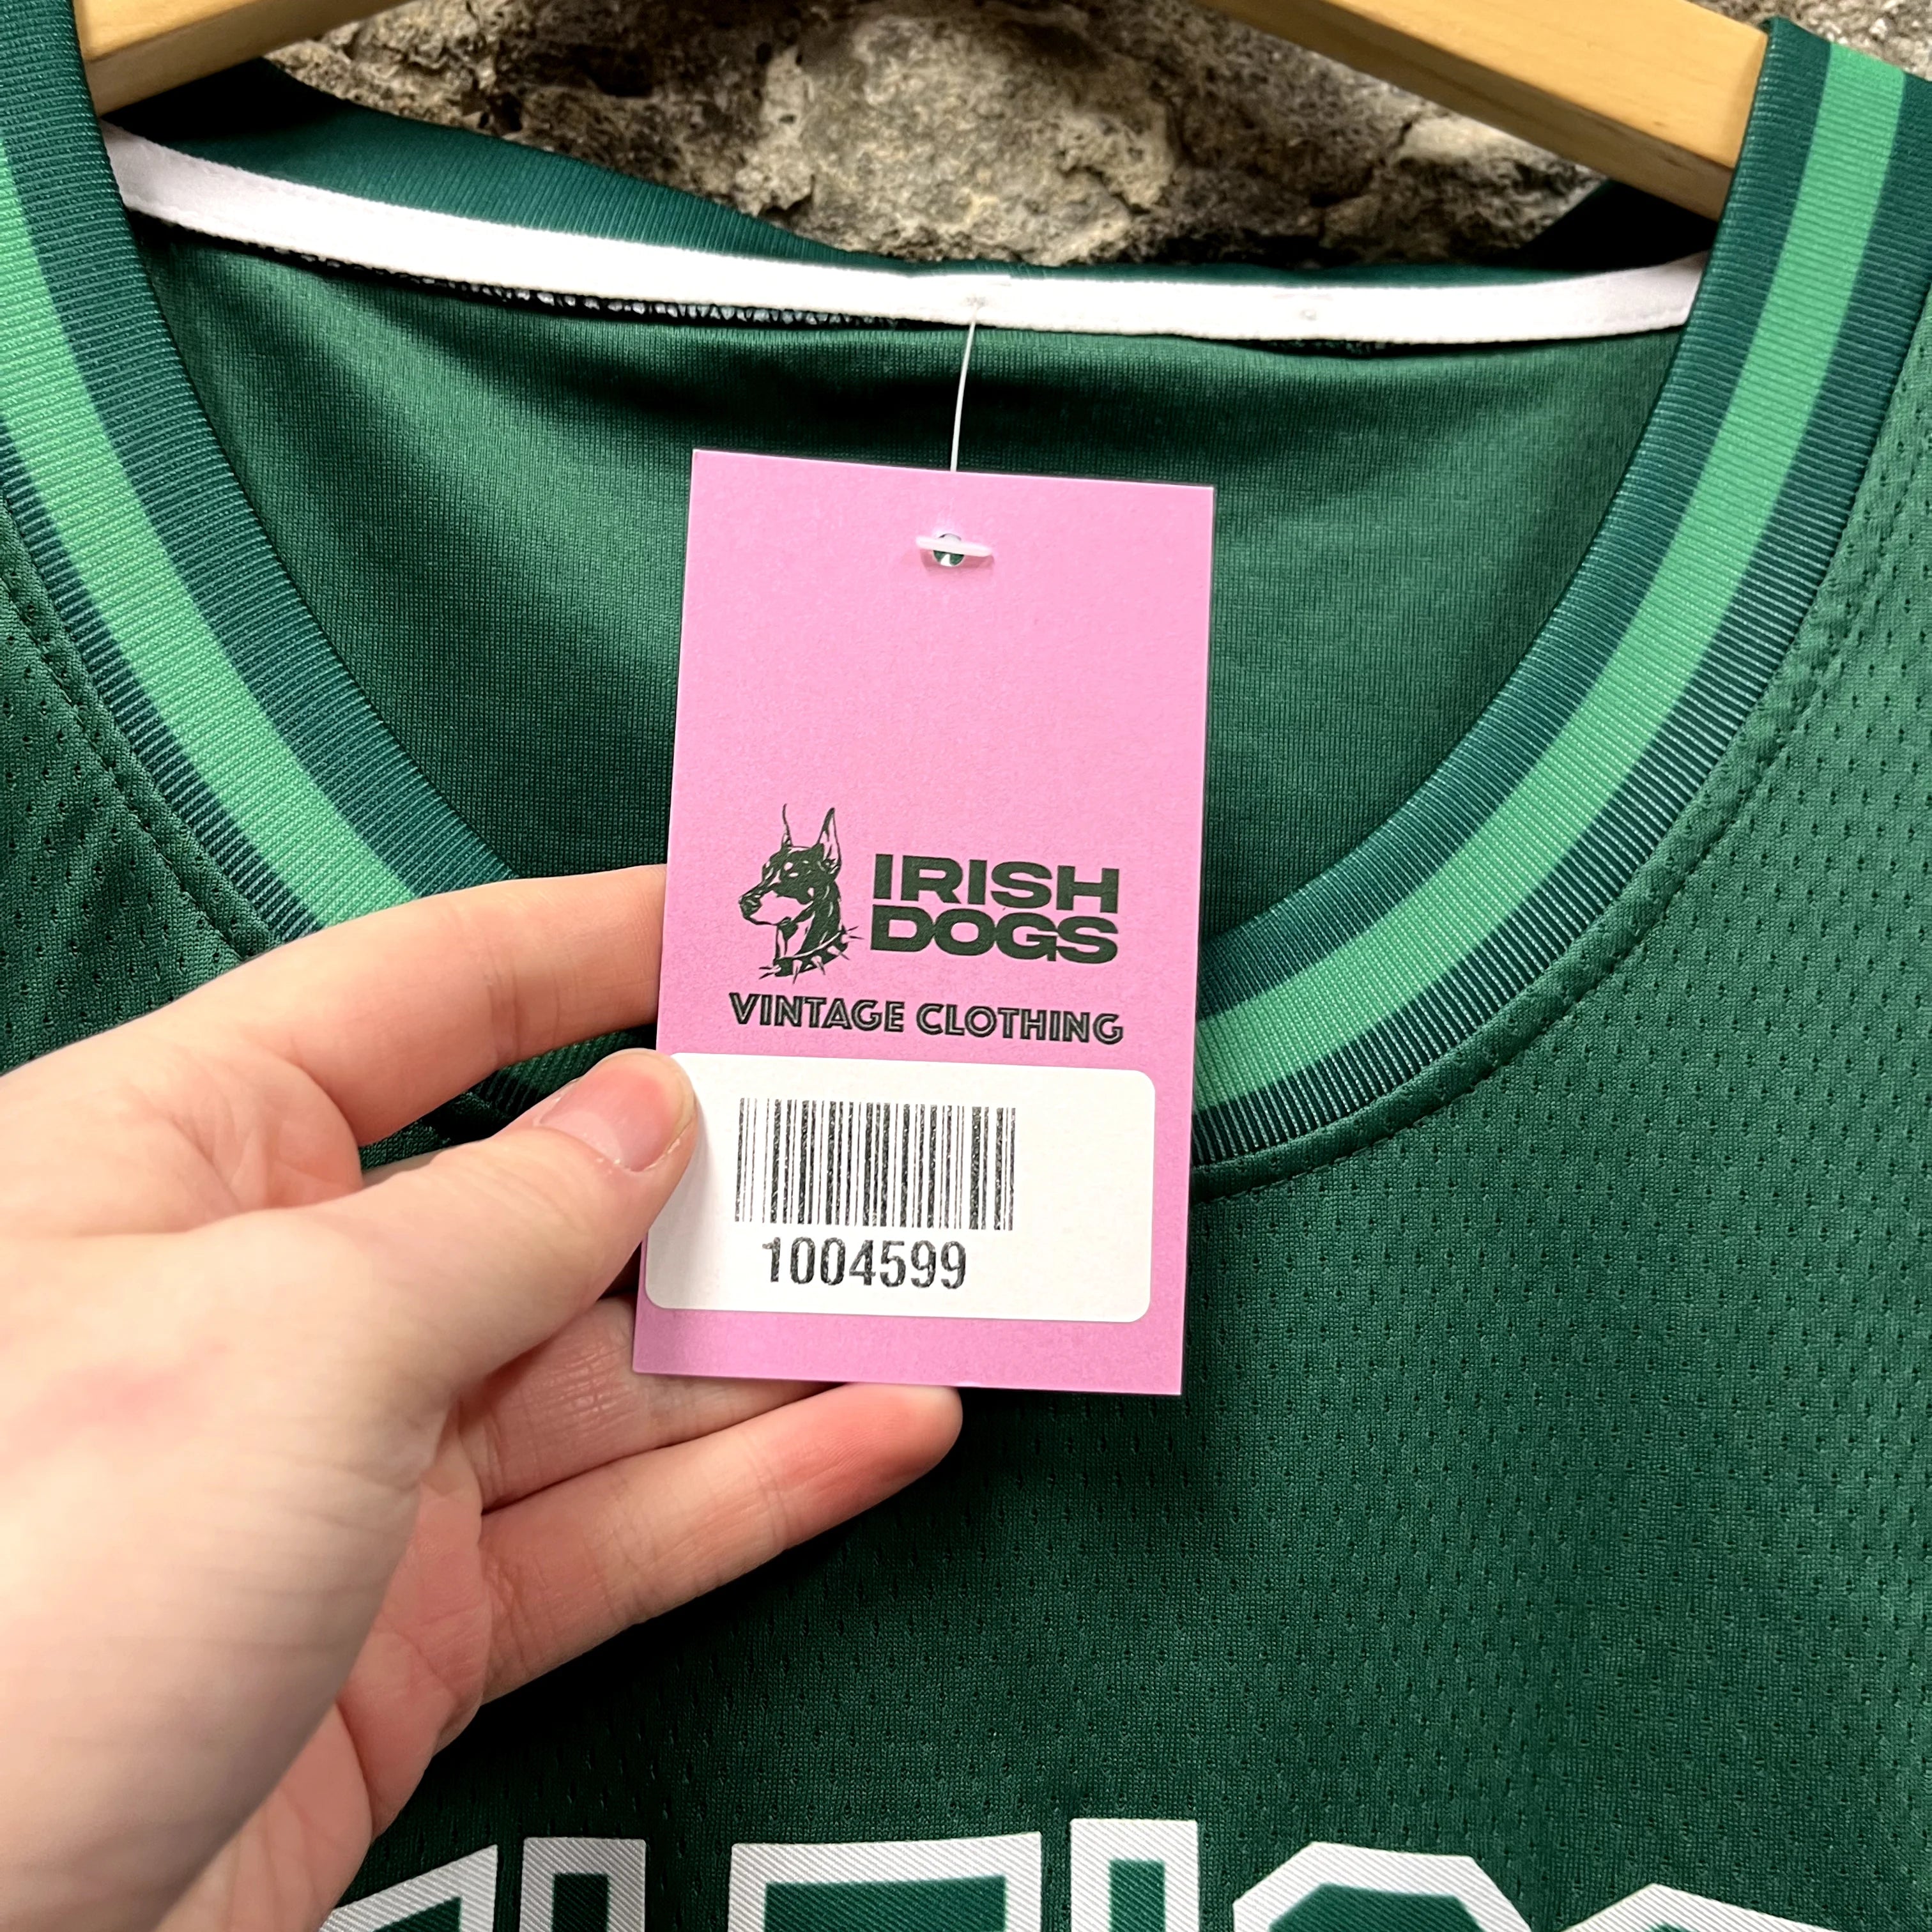 IRISH
DOGS
VINTAGE CLOTHING
1004599